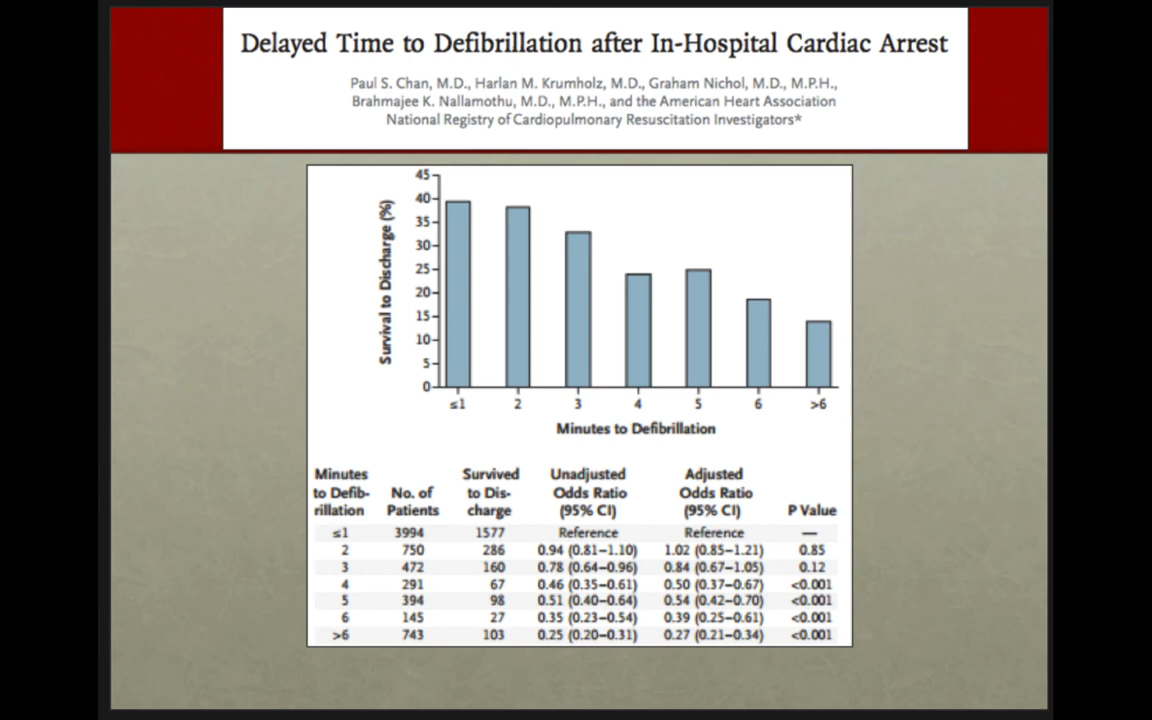 Delayed Time to Defibrillation after In-Hospital Cardiac Arrest
Paul S. Chan, M.D., Harlan M. Krumholz, M.D., Graham Nichol, M.D., M.P.H.,
Brahmajee K. Nallamothu, M.D., M.P.H., and the American Heart Association
National Registry of Cardiopulmonary Resuscitation Investigators*
Survival to Discharge (%)
45
40
35
30
25
20
15
10
5
0
≤1 2 3 4 5 6 >6
Minutes to Defibrillation
Minutes Survived Unadjusted Adjusted
to Defib- No. of to Dis- Odds Ratio Odds Ratio
rillation Patients charge (95% CI) (95% CI) P Value
≤1 3994 1577 Reference Reference —
2 750 286 0.94 (0.81–1.10) 1.02 (0.85–1.21) 0.85
3 472 160 0.78 (0.64–0.96) 0.84 (0.67–1.05) 0.12
4 291 67 0.46 (0.35–0.61) 0.50 (0.37–0.67) <0.001
5 394 98 0.51 (0.40–0.64) 0.54 (0.42–0.70) <0.001
6 145 27 0.35 (0.23–0.54) 0.39 (0.25–0.61) <0.001
>6 743 103 0.25 (0.20–0.31) 0.27 (0.21–0.34) <0.001